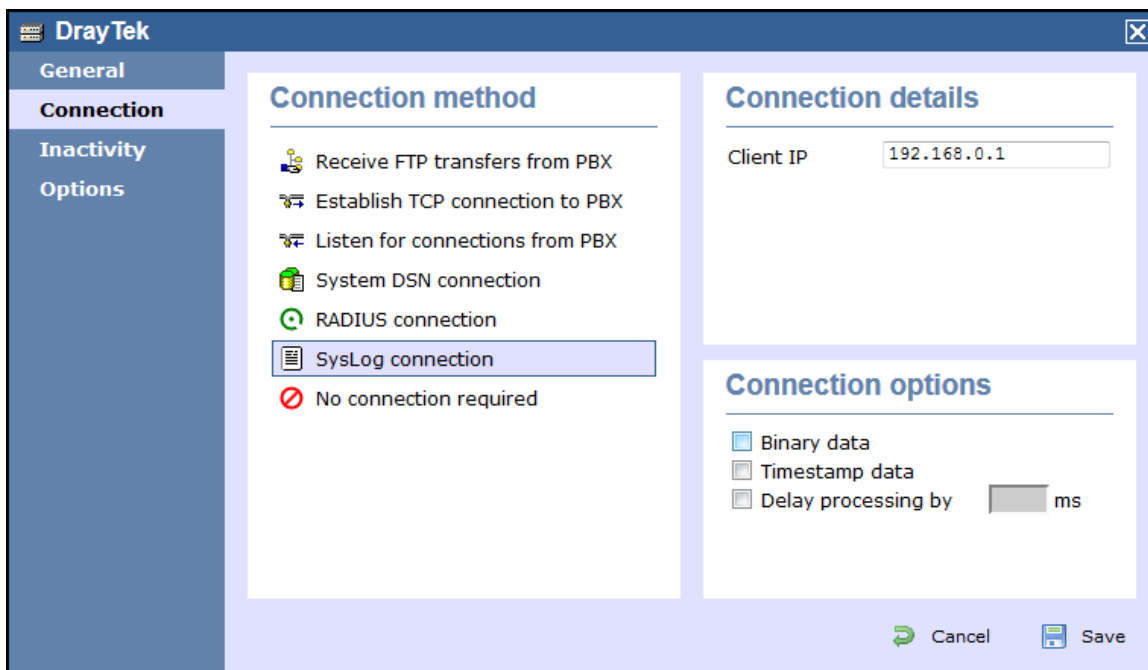 DrayTek
General
Connection
Inactivity
Options
Connection method
Receive FTP transfers from PBX
Establish TCP connection to PBX
Listen for connections from PBX
System DSN connection
RADIUS connection
SysLog connection
No connection required
Connection details
Client IP 192.168.0.1
Connection options
Binary data
Timestamp data
Delay processing by ms
Cancel Save